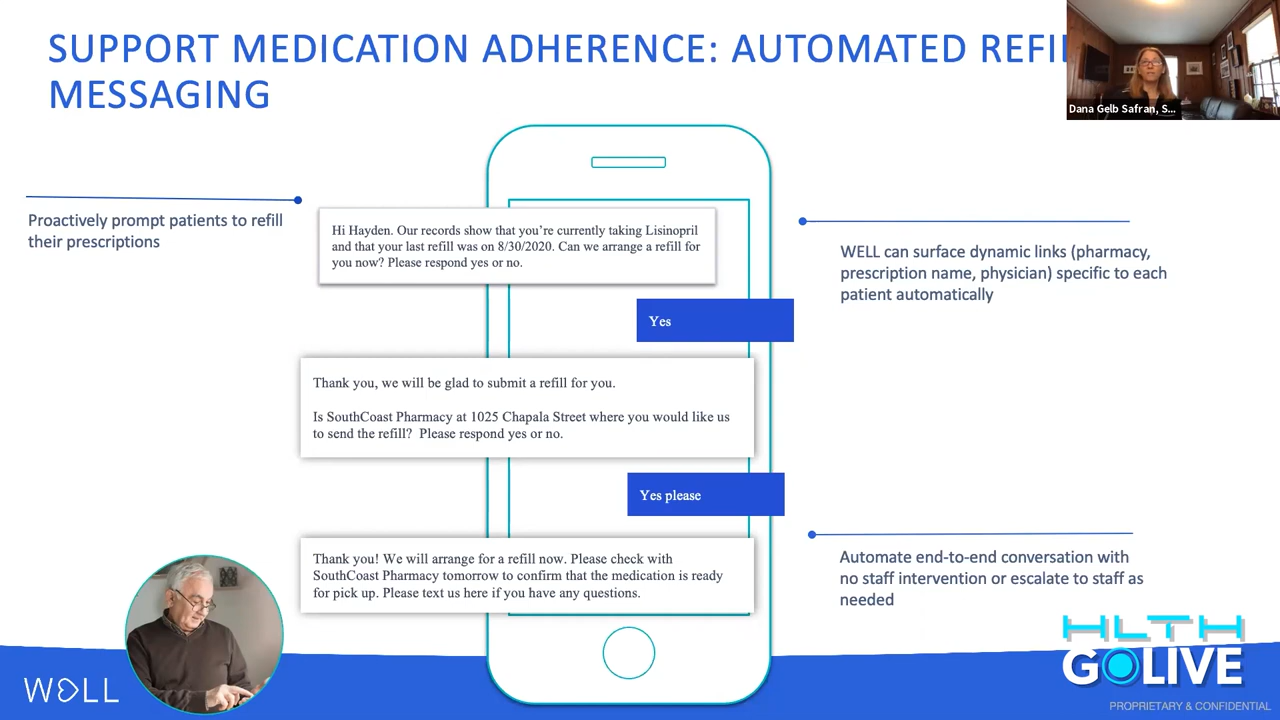 SUPPORT MEDICATION ADHERENCE: AUTOMATED
MESSAGING
Dana Gelb Safran, S...
Proactively prompt patients to refill
their prescriptions
Hi Hayden. Our records show that you’re currently taking Lisinopril
and that your last refill was on 8/30/2020. Can we arrange a refill for
you now? Please respond yes or no.
WELL can surface dynamic links (pharmacy,
prescription name, physician) specific to each
patient automatically
Yes
Thank you, we will be glad to submit a refill for you.
Is SouthCoast Pharmacy at 1025 Chapala Street where you would like us
to send the refill?  Please respond yes or no.
Yes please
Thank you! We will arrange for a refill now. Please check with
SouthCoast Pharmacy tomorrow to confirm that the medication is ready
for pick up. Please text us here if you have any questions.
Automate end-to-end conversation with
no staff intervention or escalate to staff as
needed
WELL
HLTH
GOLIVE
PROPRIETARY & CONFIDENTIAL